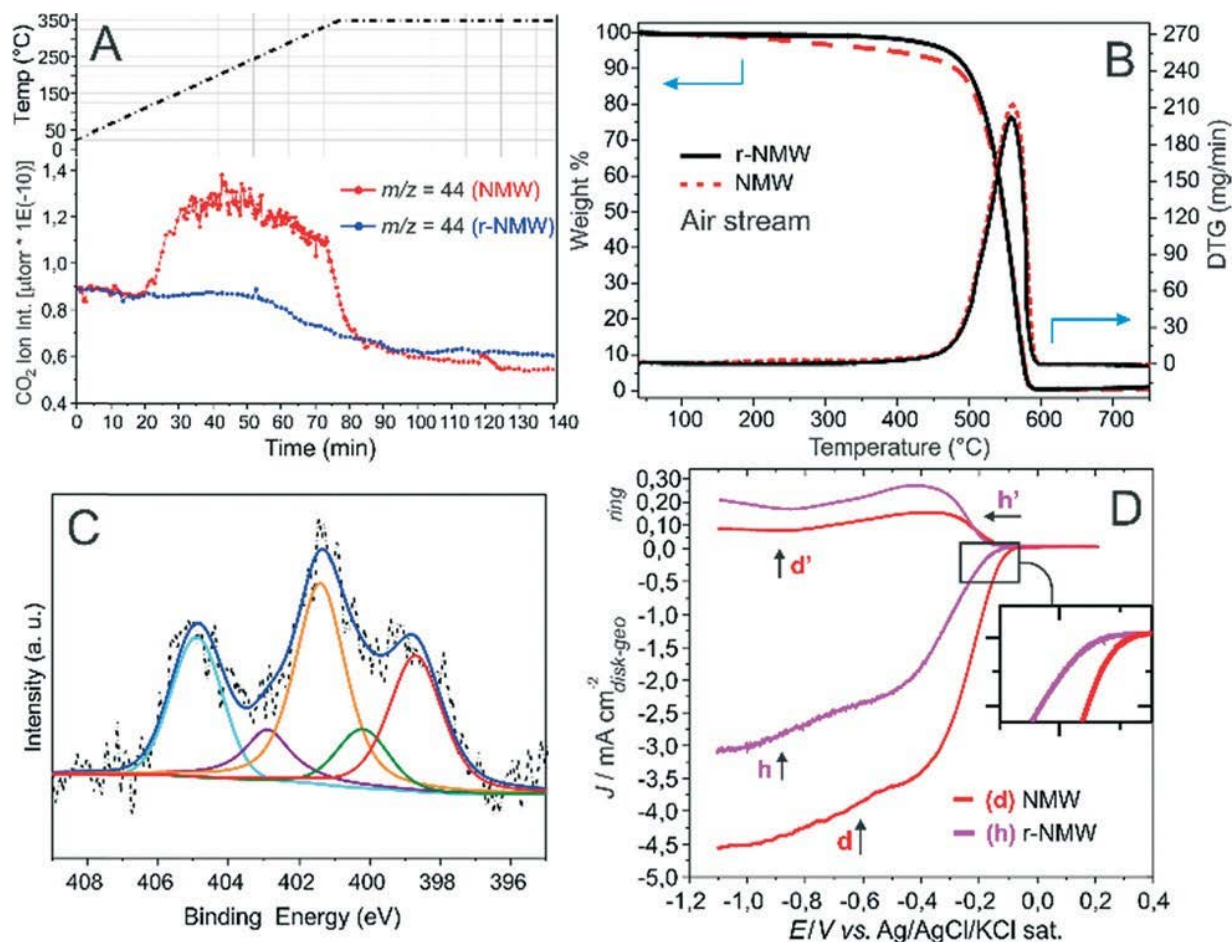 A
Temp (°C)
350
250
150
50
0
CO2 Ion Int. [µtorr * 1E(-10)]
1,4
1,2
1,0
0.8
0.6
0.4
m/z = 44 (NMW)
m/z = 44 (r-NMW)
0 10 20 30 40 50 60 70 80 90 100 110 120 130 140
Time (min)
B
Weight %
100
90
80
70
60
50
40
30
20
10
0
r-NMW
NMW
Air stream
270
240
210
180
150
120
90
60
30
0
DTG (mg/min)
100 200 300 400 500 600 700
Temperature (°C)
C
Intensity (a. u.)
408 406 404 402 400 398 396
Binding Energy (eV)
D
J / mA cm-2 disk-geo
ring
0,30
0,20
0,10
0,0
-0,5
-1,0
-1,5
-2,0
-2,5
-3,0
-3,5
-4,0
-4,5
-5,0
h'
d'
h
d
(d) NMW
(h) r-NMW
-1,2 -1,0 -0,8 -0,6 -0,4 -0,2 0,0 0,2 0,4
E/V vs. Ag/AgCl/KCl sat.